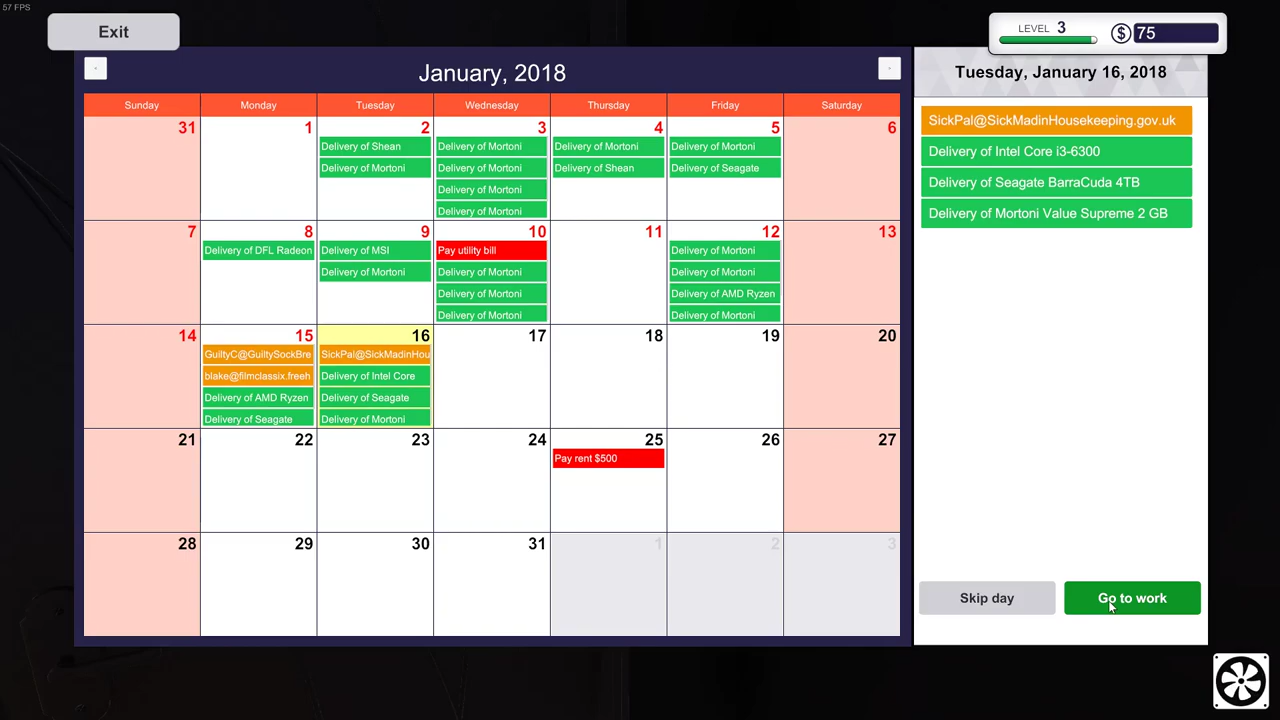 57 FPS
Exit
LEVEL 3
$ 75
January, 2018
Sunday Monday Tuesday Wednesday Thursday Friday Saturday
31 1 2 3 4 5 6
Delivery of Shean Delivery of Mortoni Delivery of Mortoni Delivery of Mortoni
Delivery of Mortoni Delivery of Mortoni Delivery of Shean Delivery of Seagate
Delivery of Mortoni
Delivery of Mortoni
7 8 9 10 11 12 13
Delivery of DFL Radeon Delivery of MSI Pay utility bill Delivery of Mortoni
Delivery of Mortoni Delivery of Mortoni Delivery of Mortoni
Delivery of Mortoni Delivery of AMD Ryzen
Delivery of Mortoni Delivery of Mortoni
14 15 16 17 18 19 20
GuiltyC@GuiltySockBre SickPal@SickMadinHou
blake@filmclassix.freeh Delivery of Intel Core
Delivery of AMD Ryzen Delivery of Seagate
Delivery of Seagate Delivery of Mortoni
21 22 23 24 25 26 27
Pay rent $500
28 29 30 31 1 2 3
Tuesday, January 16, 2018
SickPal@SickMadinHousekeeping.gov.uk
Delivery of Intel Core i3-6300
Delivery of Seagate BarraCuda 4TB
Delivery of Mortoni Value Supreme 2 GB
Skip day
Go to work